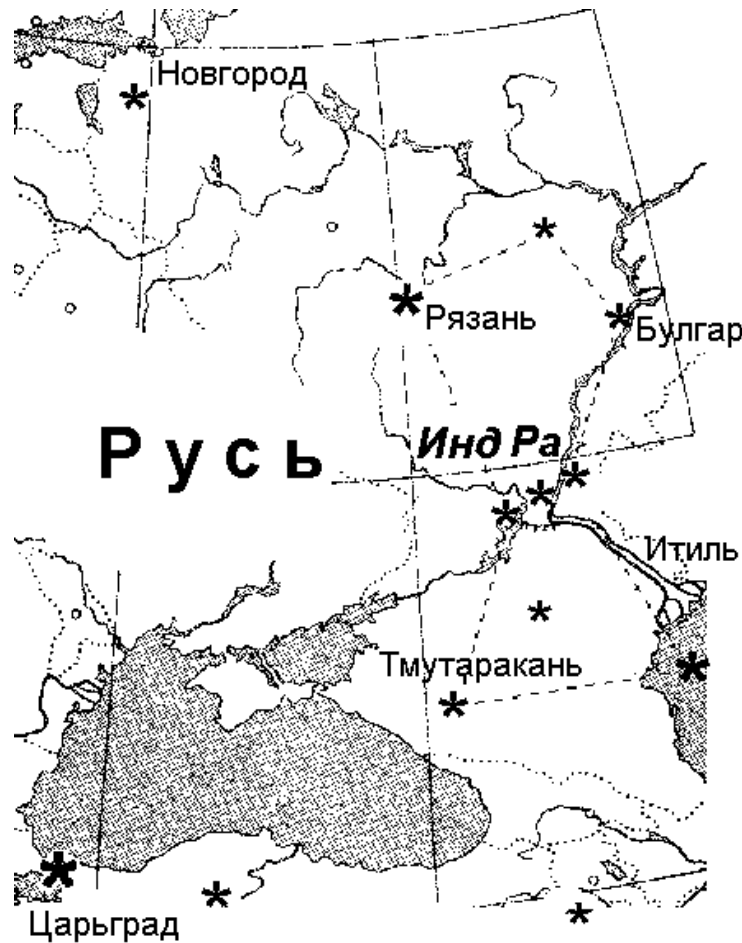 Новгород
Рязань
Булгар
Русь
Инд Ра
Итиль
Тмутаракань
Царьград